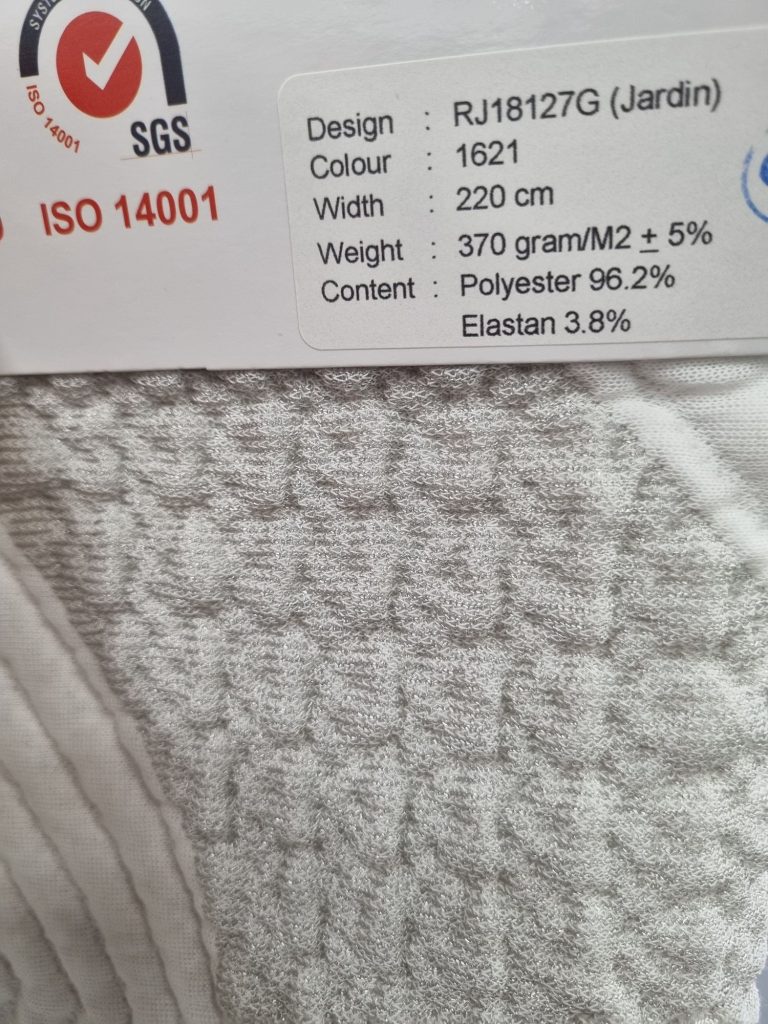 ISO 14001
SGS
ISO 14001
Design : RJ18127G (Jardin)
Colour : 1621
Width : 220 cm
Weight : 370 gram/M2 ± 5%
Content : Polyester 96.2%
Elastan 3.8%